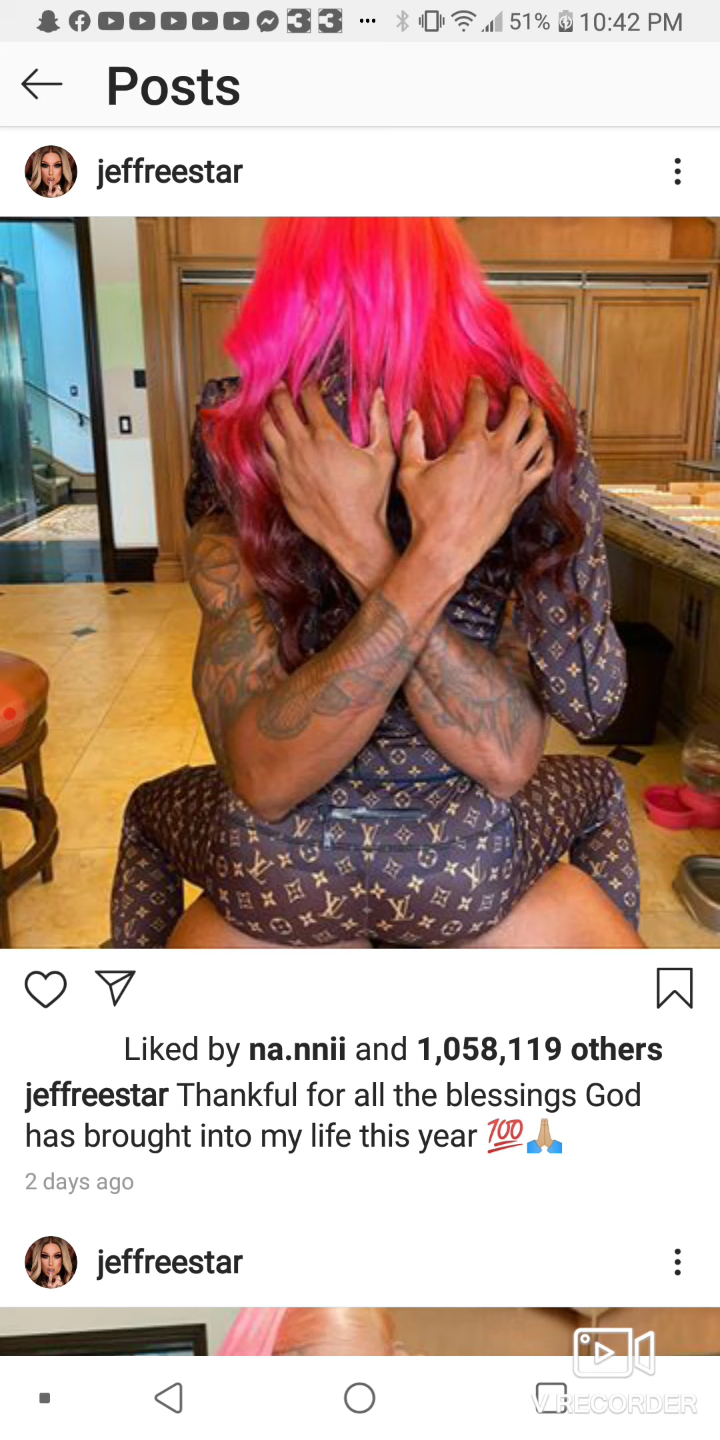 51% 10:42 PM
Posts
jeffreestar
Liked by na.nnii and 1,058,119 others
jeffreestar Thankful for all the blessings God
has brought into my life this year 💯🙏🏼
2 days ago
jeffreestar
V RECORDER